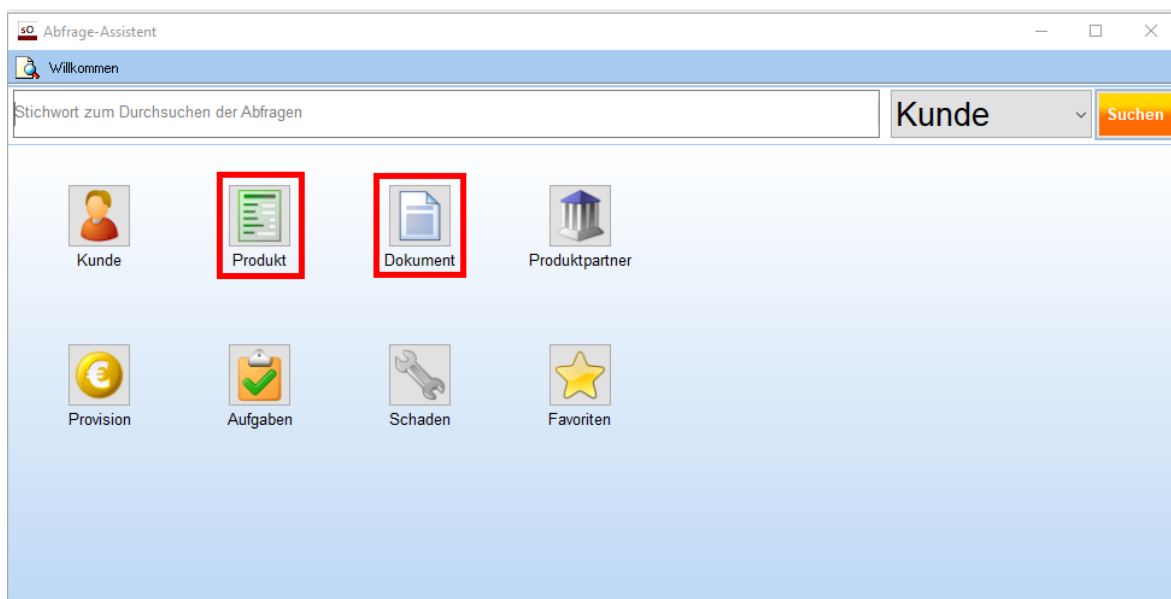 sO Abfrage-Assistent
Willkommen
Stichwort zum Durchsuchen der Abfragen
Kunde
Suchen
Kunde
Produkt
Dokument
Produktpartner
Provision
Aufgaben
Schaden
Favoriten